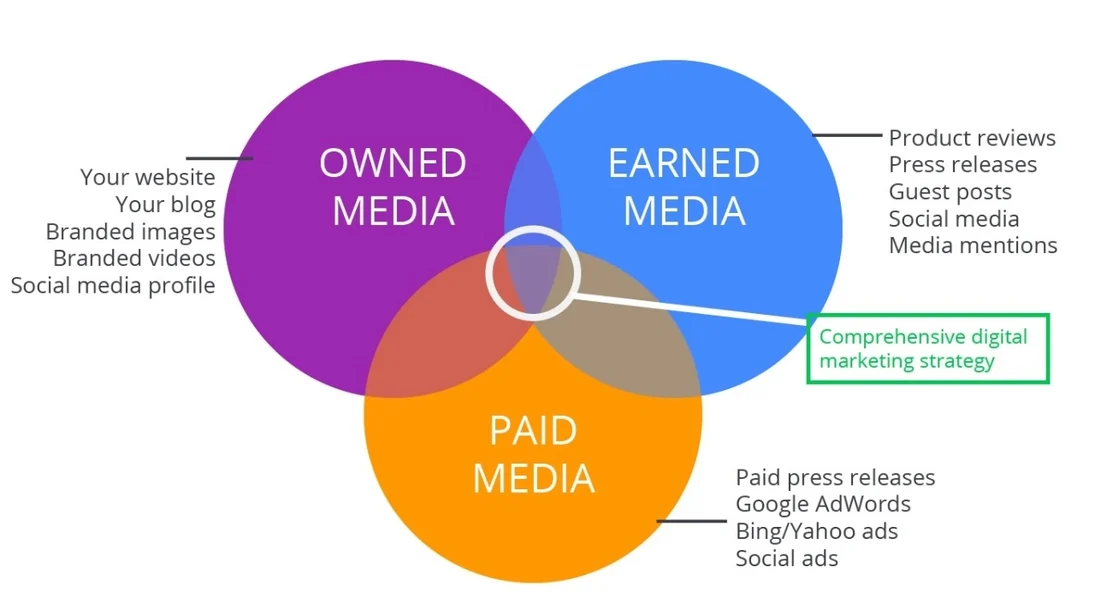 OWNED
MEDIA
EARNED
MEDIA
PAID
MEDIA
Your website
Your blog
Branded images
Branded videos
Social media profile
Product reviews
Press releases
Guest posts
Social media
Media mentions
Comprehensive digital
marketing strategy
Paid press releases
Google AdWords
Bing/Yahoo ads
Social ads